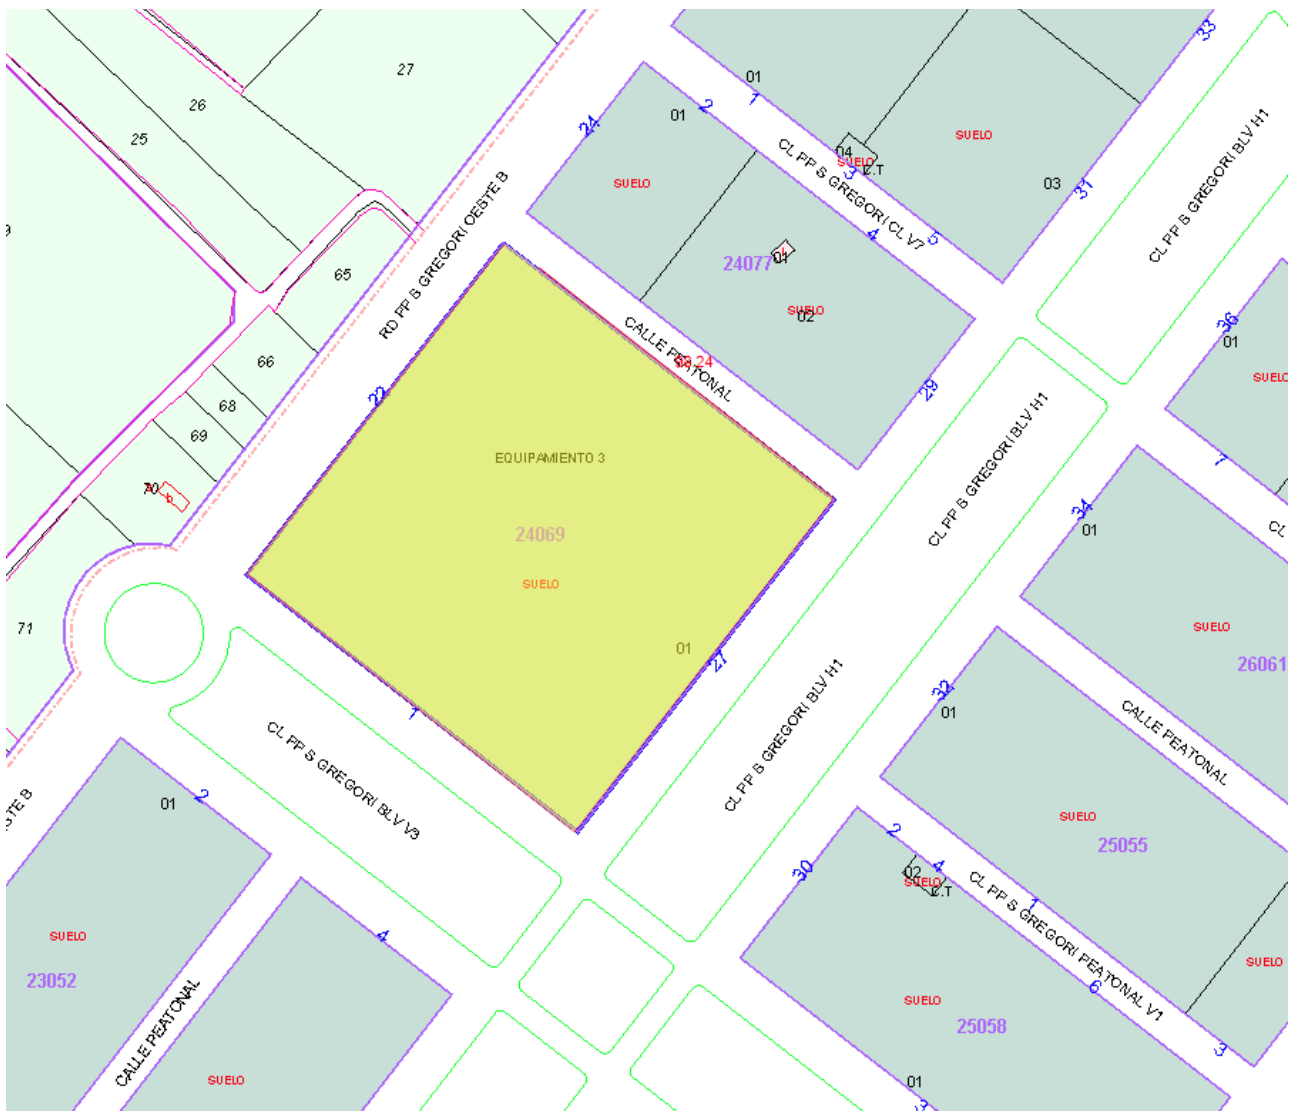 33
27
01
1
2
01
26
24
25
CL PP S GREGORI BLV H1
SUELO
04
SUELO
C.T
3
CL PP S GREGORI CL V7
SUELO
03
31
RD PP S GREGORI OESTE B
4
5
65
24077
01
SUELO
02
36
01
CALLE PEATONAL
66
SUELO
22
29
68
CL PP S GREGORI BLV H1
69
EQUIPAMIENTO 3
7
70
b
34
01
24069
CL
SUELO
71
SUELO
01
27
26061
CL PP S GREGORI BLV H1
32
01
CALLE PEATONAL
1
CL PP S GREGORI BLV V3
2
01
ESTE B
SUELO
25055
2
30
4
02
SUELO
C.T
CL PP S GREGORI PEATONAL V1
1
4
SUELO
23052
SUELO
6
SUELO
25058
CALLE PEATONAL
3
SUELO
01